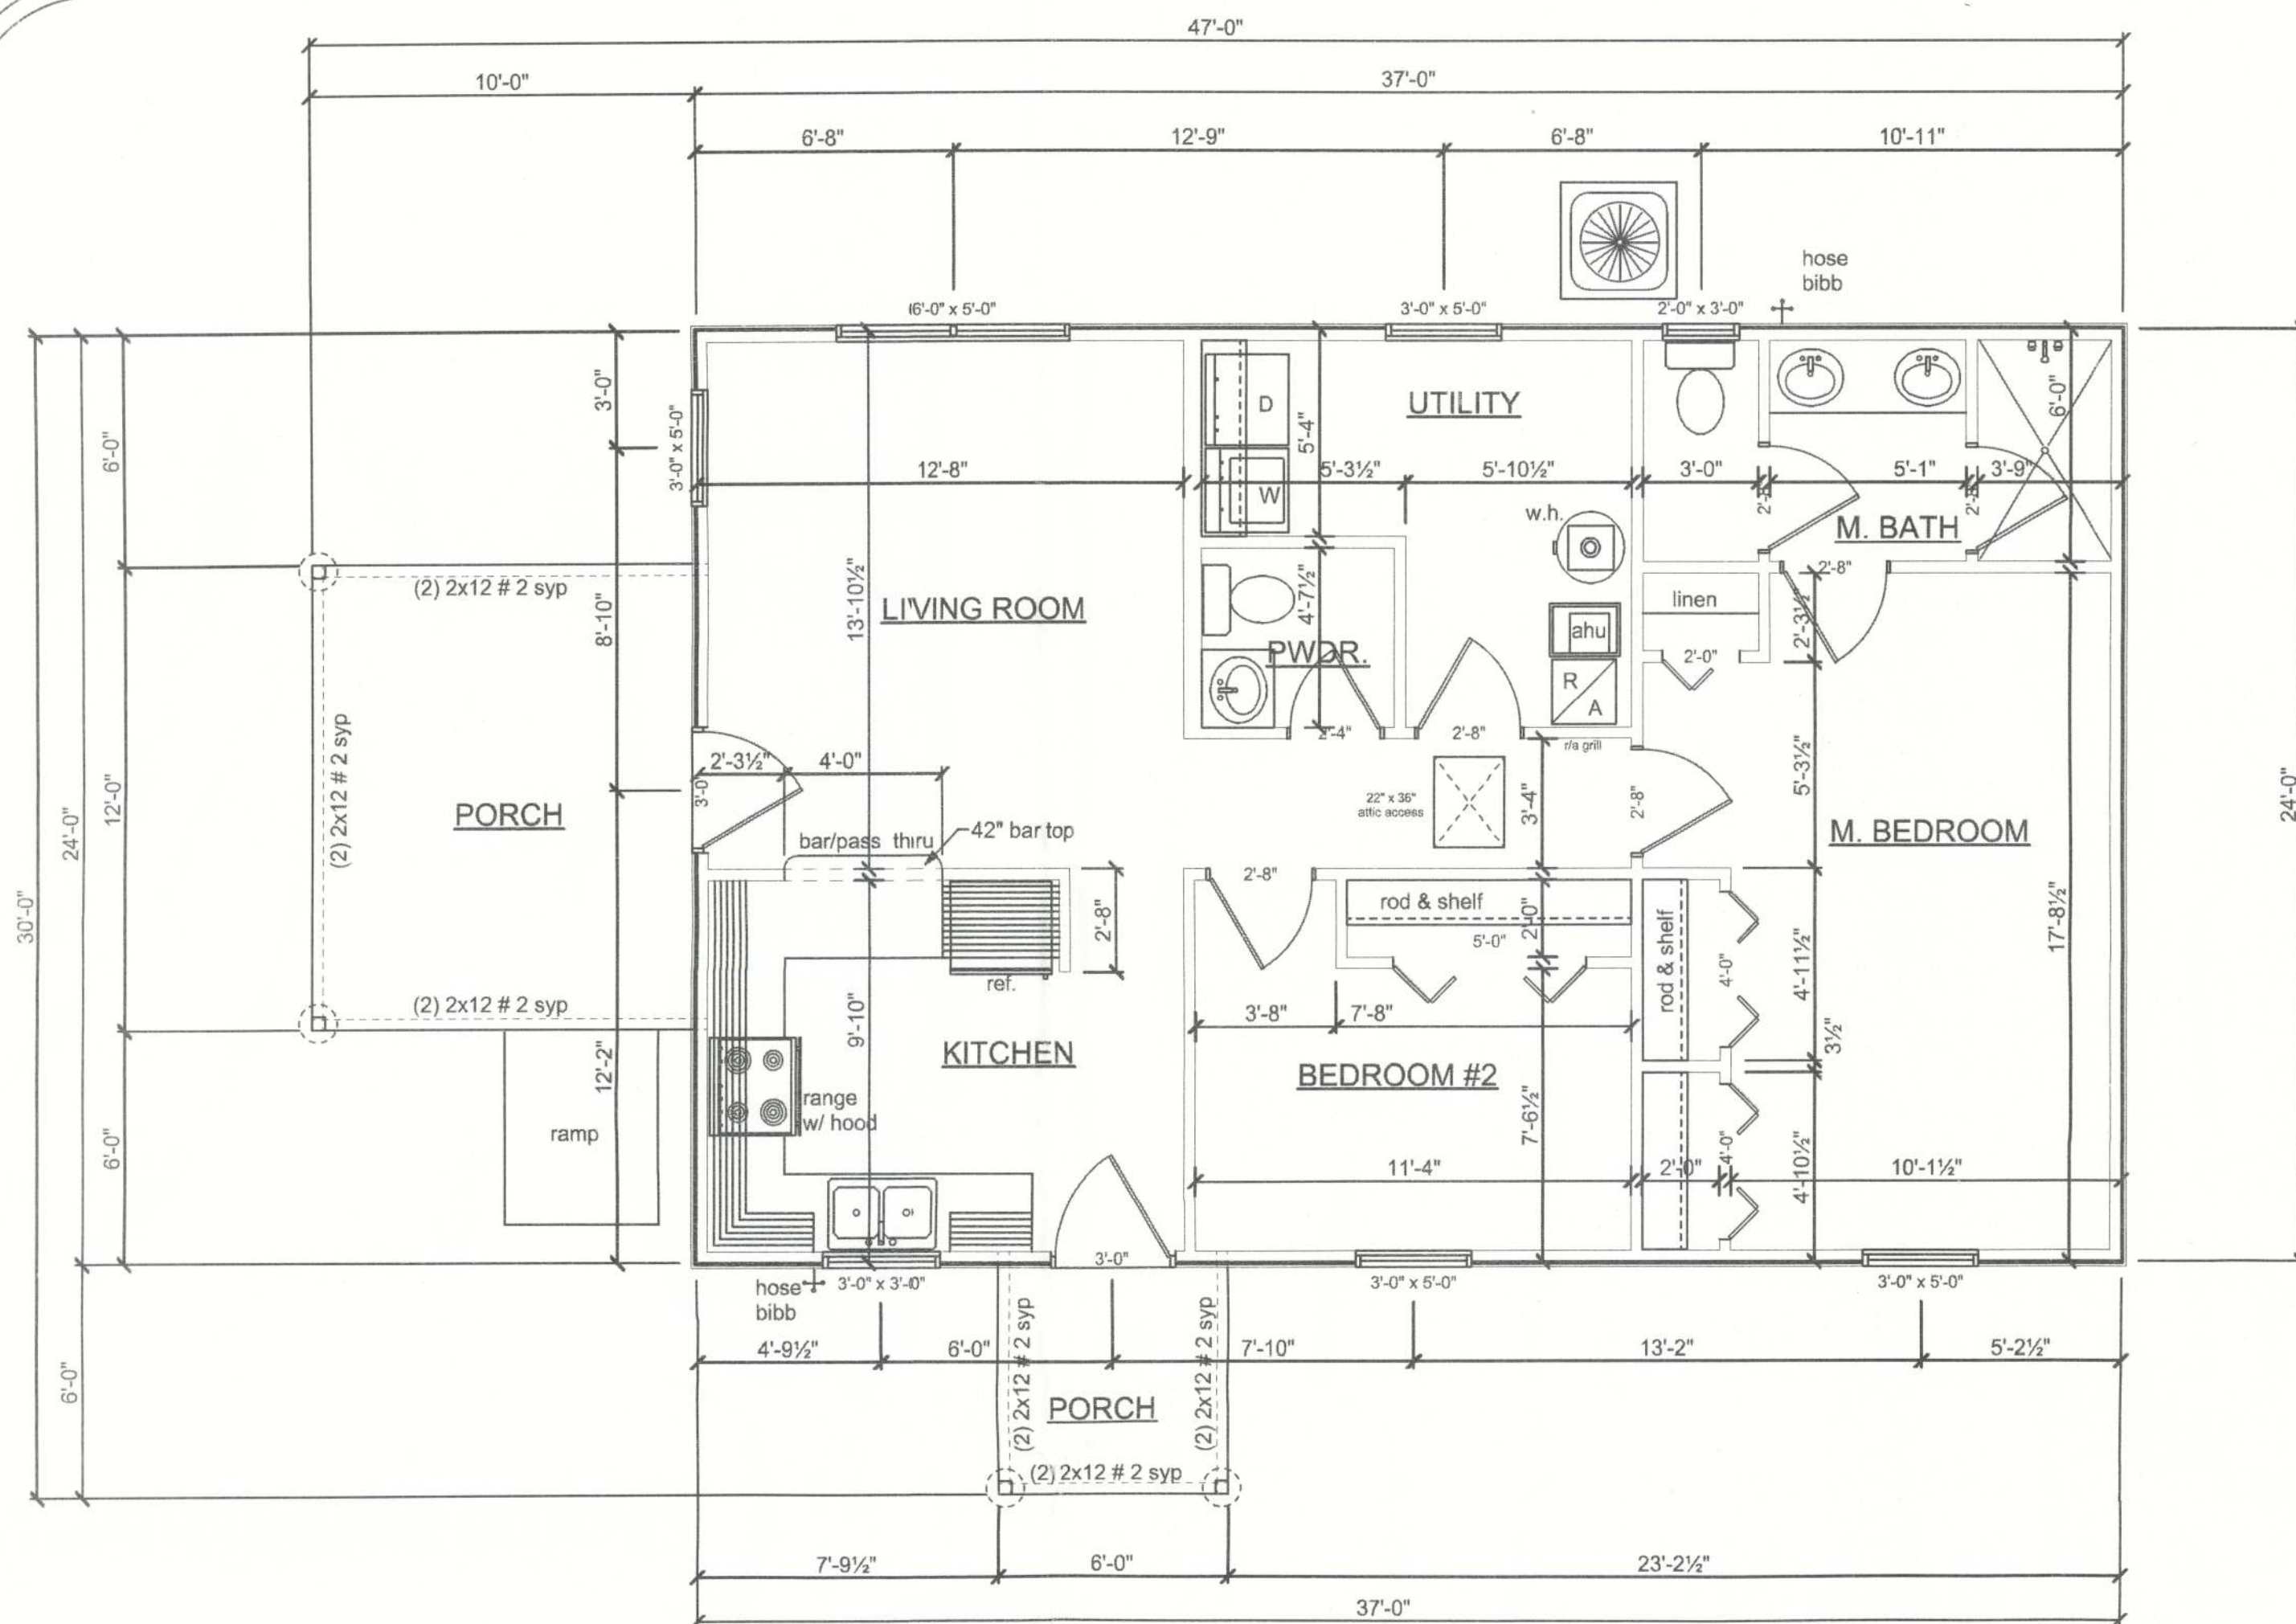 47'-0"
10'-0"
37'-0"
6'-8"
12'-9"
6'-8"
10'-11"
hose
bibb
6'-0" x 5'-0"
3'-0" x 5'-0"
2'-0" x 3'-0"
3'-0"
3'-0" x 5'-0"
6'-0"
D
5'-4"
UTILITY
6'-0"
12'-8"
W
5'-3½"
5'-10½"
3'-0"
5'-1"
3'-9"
w.h.
M. BATH
2'-8"
(2) 2x12 # 2 syp
8'-10"
13'-10½"
LIVING ROOM
4'-7½"
linen
2'-3½"
ahu
PWDR.
2'-0"
R
A
(2) 2x12 # 2 syp
2'-4"
2'-8"
r/a grill
2'-3½"
4'-0"
3'-0"
5'-3½"
12'-0"
24'-0"
PORCH
22" x 36"
attic access
3'-4"
2'-8"
M. BEDROOM
24'-0"
bar/pass thru
42" bar top
2'-8"
rod & shelf
30'-0"
2'-8"
2'-0"
5'-0"
rod & shelf
4'-0"
4'-11½"
17'-8½"
ref.
(2) 2x12 # 2 syp
9'-10"
3'-8"
7'-8"
3½"
KITCHEN
12'-2"
BEDROOM #2
range
w/ hood
ramp
6'-0"
7'-6½"
4'-0"
11'-4"
2'-0"
4'-10½"
10'-1½"
3'-0"
hose
bibb
3'-0" x 3'-0"
3'-0" x 5'-0"
3'-0" x 5'-0"
4'-9½"
6'-0"
7'-10"
13'-2"
5'-2½"
6'-0"
(2) 2x12 # 2 syp
(2) 2x12 # 2 syp
PORCH
(2) 2x12 # 2 syp
7'-9½"
6'-0"
23'-2½"
37'-0"